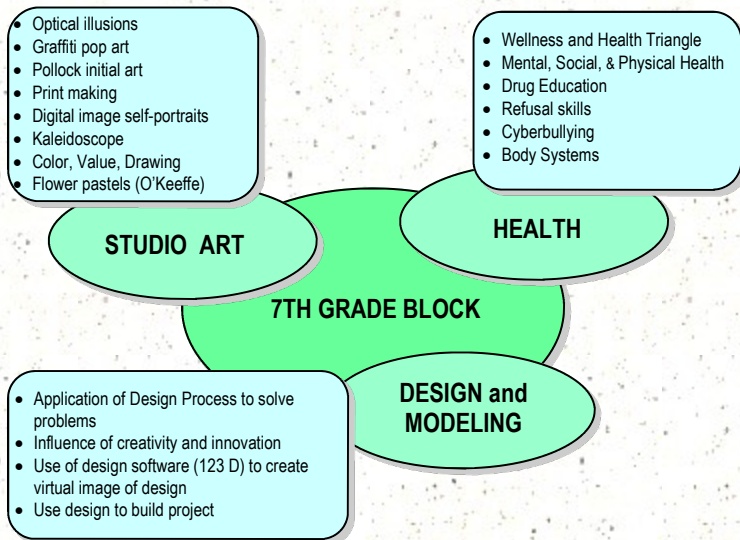 • Optical illusions
• Graffiti pop art
• Pollock initial art
• Print making
• Digital image self-portraits
• Kaleidoscope
• Color, Value, Drawing
• Flower pastels (O’Keeffe)
STUDIO ART
• Wellness and Health Triangle
• Mental, Social, & Physical Health
• Drug Education
• Refusal skills
• Cyberbullying
• Body Systems
HEALTH
7TH GRADE BLOCK
DESIGN and
MODELING
• Application of Design Process to solve
problems
• Influence of creativity and innovation
• Use of design software (123 D) to create
virtual image of design
• Use design to build project